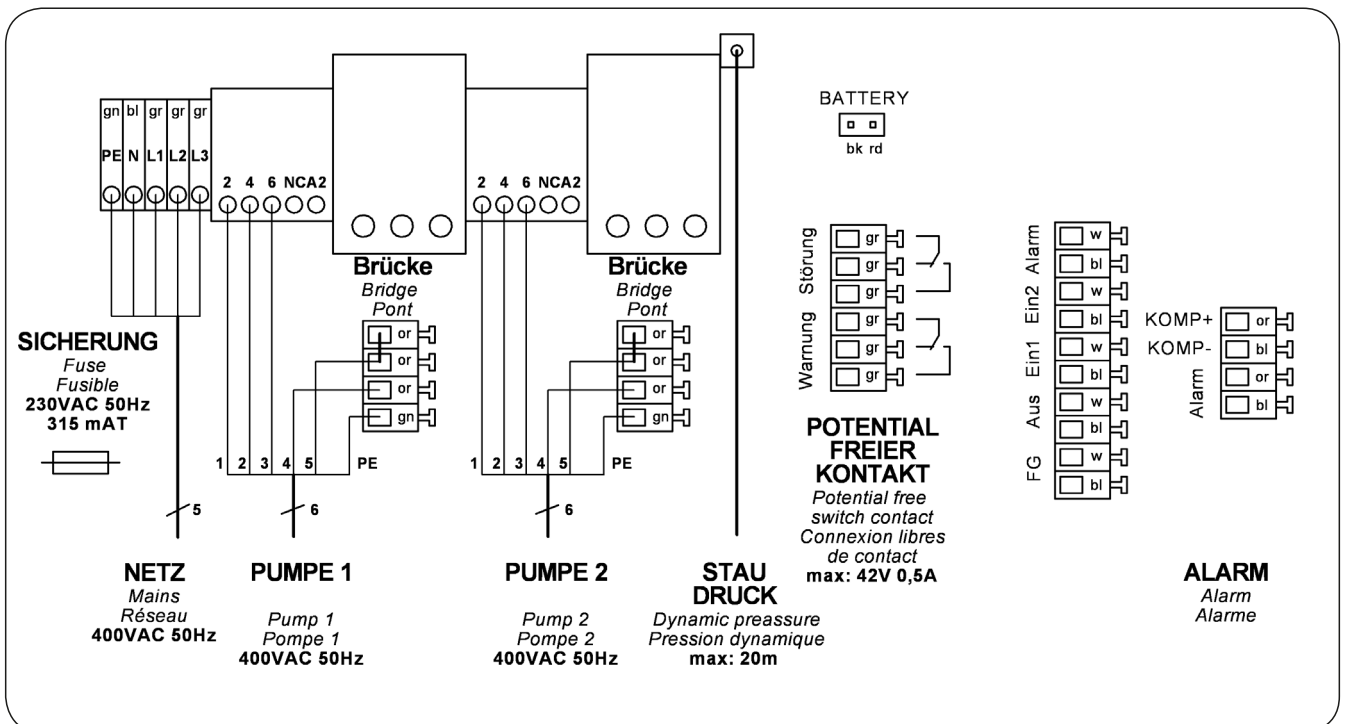 gn bl gr gr gr
PE N L1 L2 L3
2 4 6 NC A2
Brücke
Bridge
Pont
or
or
or
gn
SICHERUNG
Fuse
Fusible
230VAC 50Hz
315 mAT
1 2 3 4 5 PE
5
6
NETZ
Mains
Réseau
400VAC 50Hz
PUMPE 1
Pump 1
Pompe 1
400VAC 50Hz
2 4 6 NC A2
Brücke
Bridge
Pont
or
or
or
gn
1 2 3 4 5 PE
6
PUMPE 2
Pump 2
Pompe 2
400VAC 50Hz
STAU
DRUCK
Dynamic preassure
Pression dynamique
max: 20m
BATTERY
bk rd
Störung
gr
gr
gr
Warnung
gr
gr
gr
POTENTIAL
FREIER
KONTAKT
Potential free
switch contact
Connexion libres
de contact
max: 42V 0,5A
Alarm
w
bl
Ein2
w
bl
Ein1
w
bl
Aus
w
bl
FG
w
bl
KOMP+ or
KOMP- bl
Alarm
or
bl
ALARM
Alarm
Alarme